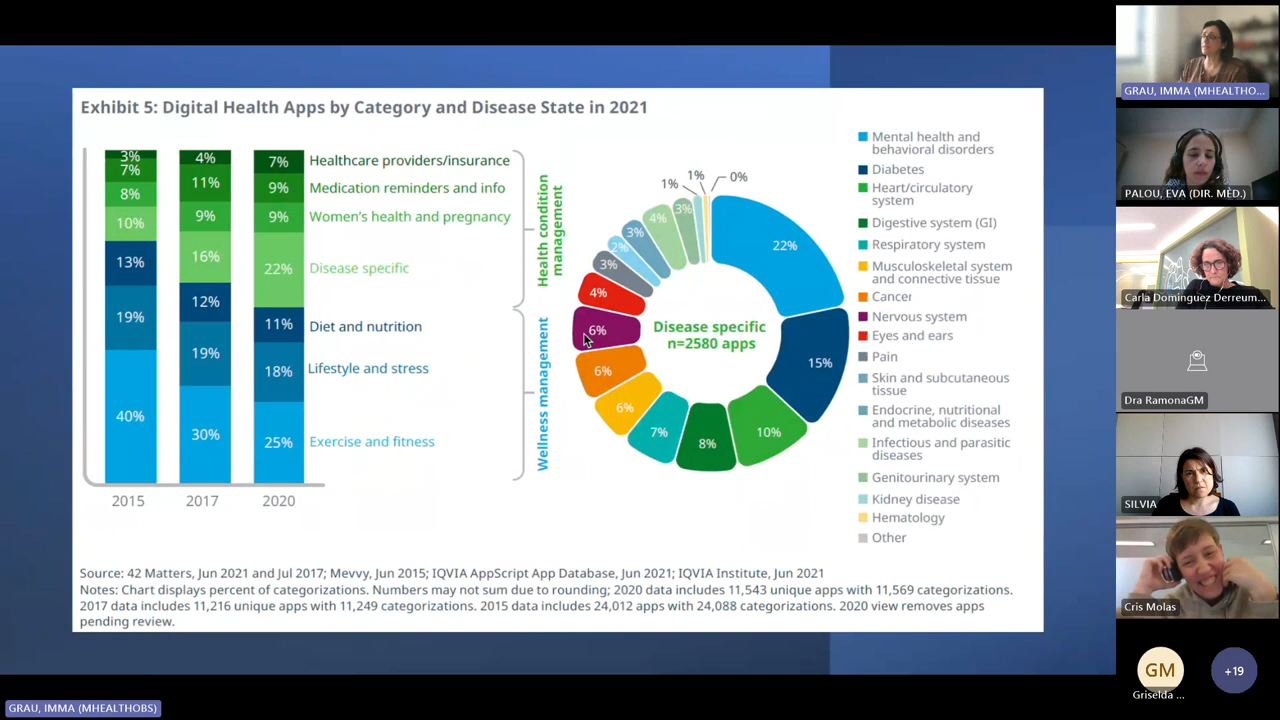 Exhibit 5: Digital Health Apps by Category and Disease State in 2021
3%
7%
8%
10%
13%
19%
40%
2015
4%
11%
9%
16%
12%
19%
30%
2017
7%
9%
9%
22%
11%
18%
25%
2020
Healthcare providers/insurance
Medication reminders and info
Women's health and pregnancy
Disease specific
Diet and nutrition
Lifestyle and stress
Exercise and fitness
Health condition
management
Wellness management
Disease specific
n=2580 apps
22%
15%
10%
8%
7%
6%
6%
6%
4%
3%
2%
3%
4%
3%
1%
1%
0%
Mental health and
behavioral disorders
Diabetes
Heart/circulatory
system
Digestive system (GI)
Respiratory system
Musculoskeletal system
and connective tissue
Cancer
Nervous system
Eyes and ears
Pain
Skin and subcutaneous
tissue
Endocrine, nutritional
and metabolic diseases
Infectious and parasitic
diseases
Genitourinary system
Kidney disease
Hematology
Other
Source: 42 Matters, Jun 2021 and Jul 2017; Mevvy, Jun 2015; IQVIA AppScript App Database, Jun 2021; IQVIA Institute, Jun 2021
Notes: Chart displays percent of categorizations. Numbers may not sum due to rounding; 2020 data includes 11,543 unique apps with 11,569 categorizations.
2017 data includes 11,216 unique apps with 11,249 categorizations. 2015 data includes 24,012 apps with 24,088 categorizations. 2020 view removes apps
pending review.
GRAU, IMMA (MHEALTHOBS)
GRAU, IMMA (MHEALTHO...
PALOU, EVA (DIR. MÈD.)
Carla Dominguez Derreum...
Dra RamonaGM
SILVIA
Cris Molas
GM
Griselda ...
+19